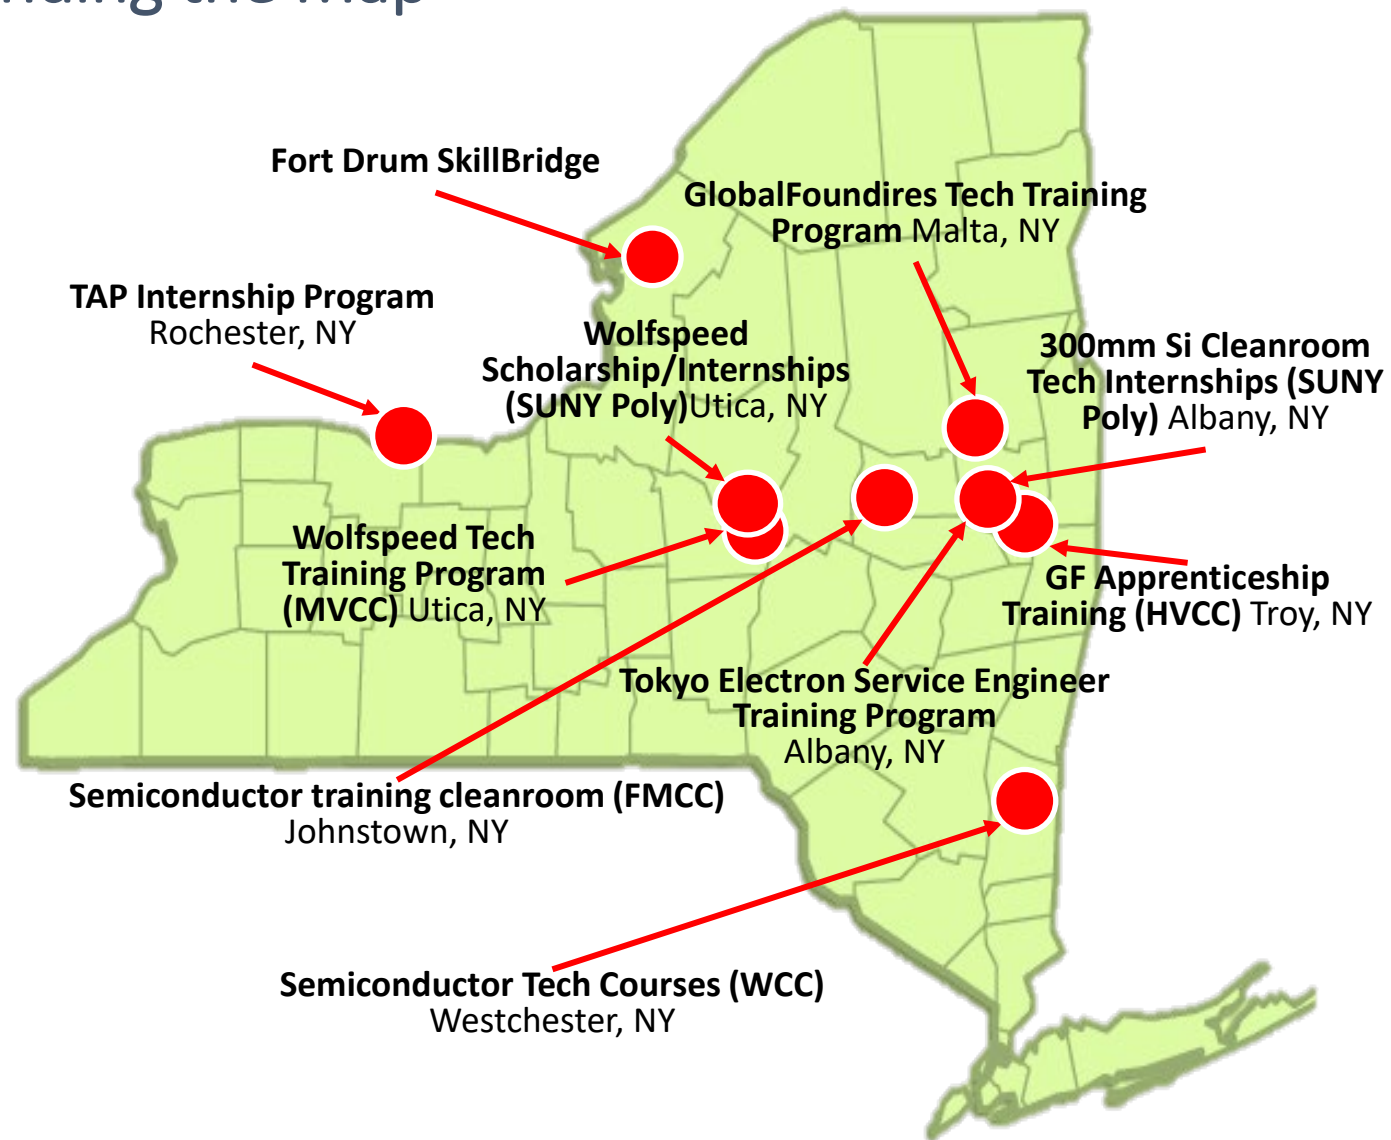 the map
Fort Drum SkillBridge
GlobalFoundires Tech Training
Program Malta, NY
TAP Internship Program
Rochester, NY
Wolfspeed
Scholarship/Internships
(SUNY Poly)Utica, NY
300mm Si Cleanroom
Tech Internships (SUNY
Poly) Albany, NY
Wolfspeed Tech
Training Program
(MVCC) Utica, NY
GF Apprenticeship
Training (HVCC) Troy, NY
Tokyo Electron Service Engineer
Training Program
Albany, NY
Semiconductor training cleanroom (FMCC)
Johnstown, NY
Semiconductor Tech Courses (WCC)
Westchester, NY